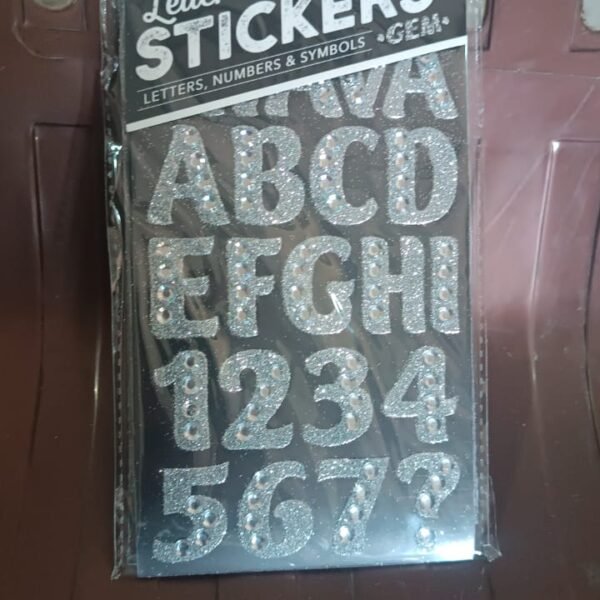 STICKERS
·GEM·
LETTERS, NUMBERS & SYMBOLS
ABCD
EFGHI
1234
567?